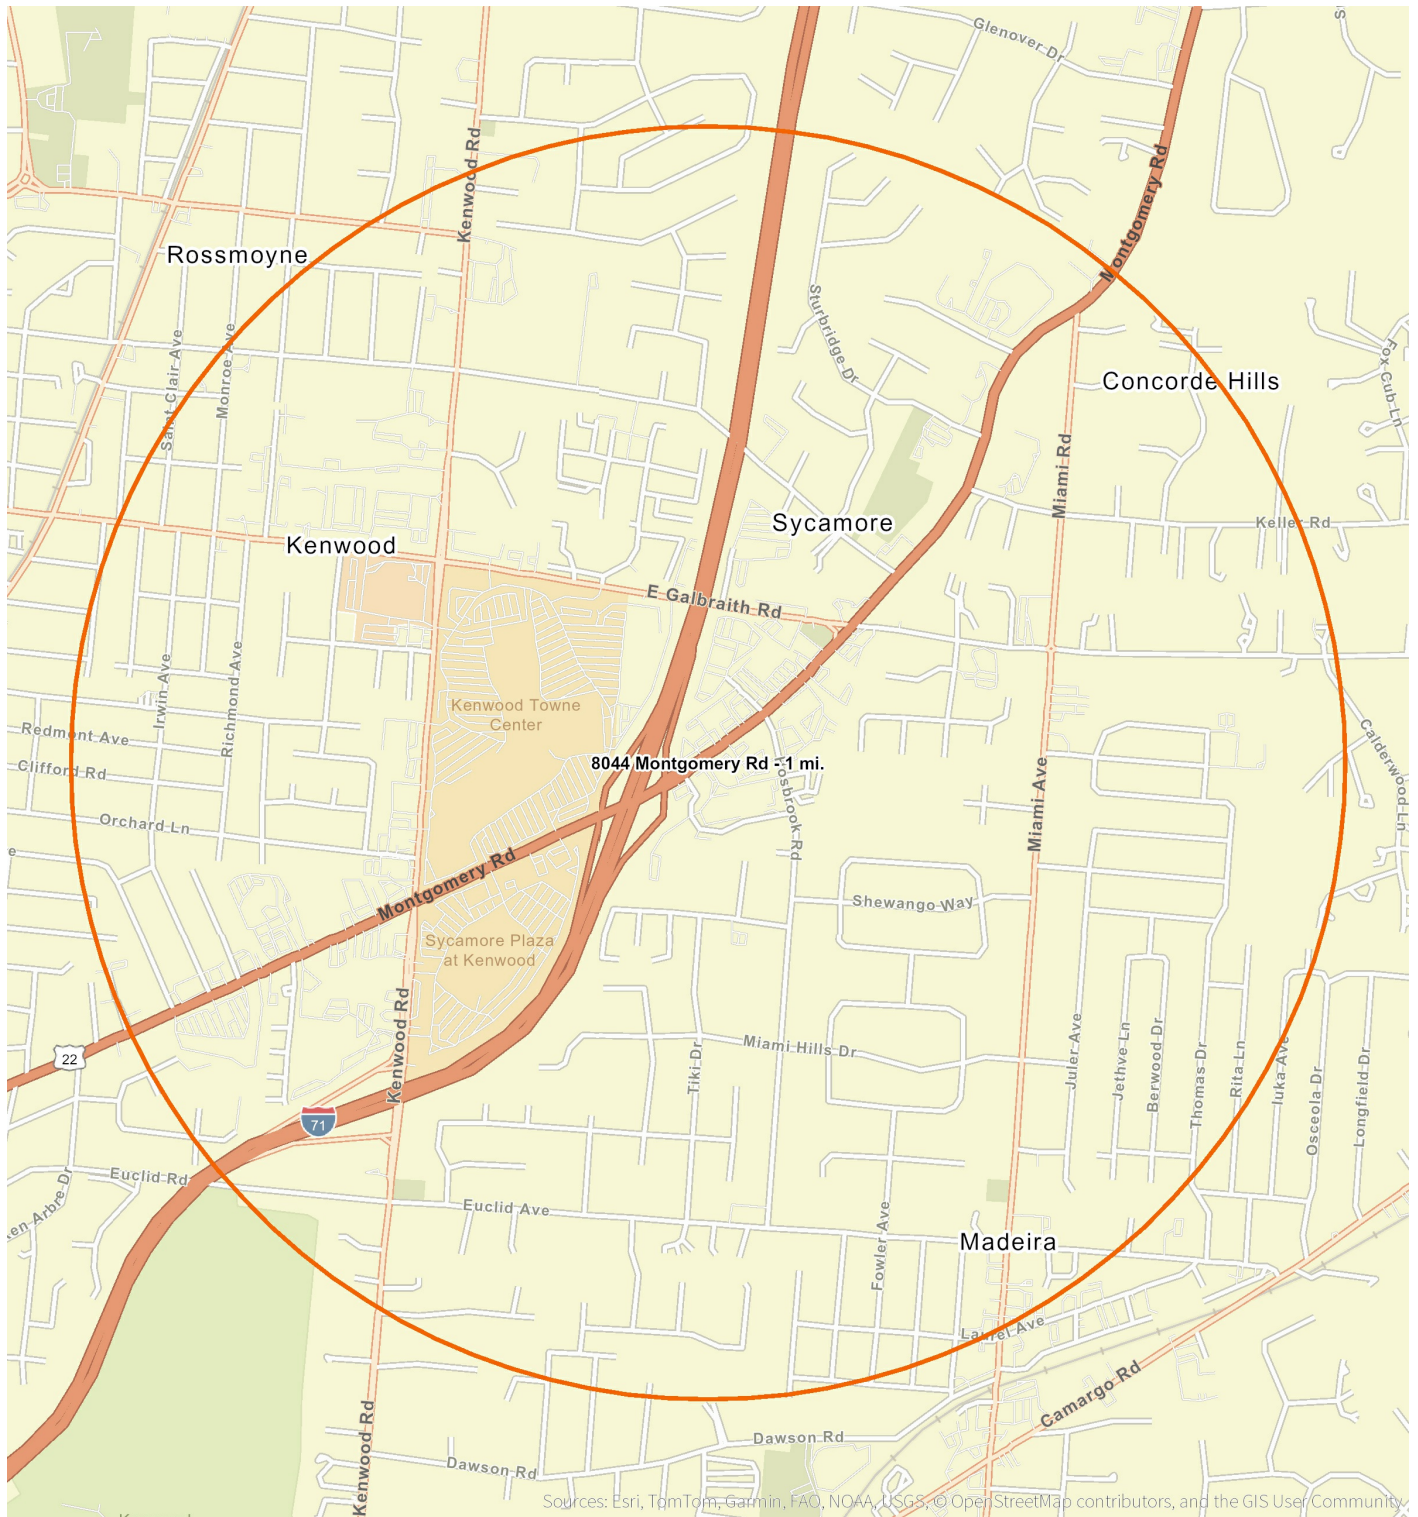 Glenover Dr
Kenwood Rd
Montgomery Rd
Rossmoyne
Sturbridge Dr
Saint Clair Ave
Monroe Ave
Concorde Hills
Fox Cub Ln
Miami Rd
Sycamore
Keller Rd
Kenwood
E Galbraith Rd
Irwin Ave
Richmond Ave
Kenwood Towne
Center
Redmont Ave
Clifford Rd
8044 Montgomery Rd - 1 mi.
Calderwood Ln
Miami Ave
Orchard Ln
Montgomery Rd
Shewango Way
Sycamore Plaza
at Kenwood
Kenwood Rd
22
Tiki Dr
Miami Hills Dr
Juler Ave
Jethve Ln
Berwood Dr
Thomas Dr
Rita Ln
Iuka Ave
Osceola Dr
Longfield Dr
71
Euclid Rd
Euclid Ave
Fowler Ave
Madeira
Laurel Ave
Camargo Rd
Kenwood Rd
Dawson Rd
Dawson Rd
Sources: Esri, TomTom, Garmin, FAO, NOAA, USGS, © OpenStreetMap contributors, and the GIS User Community